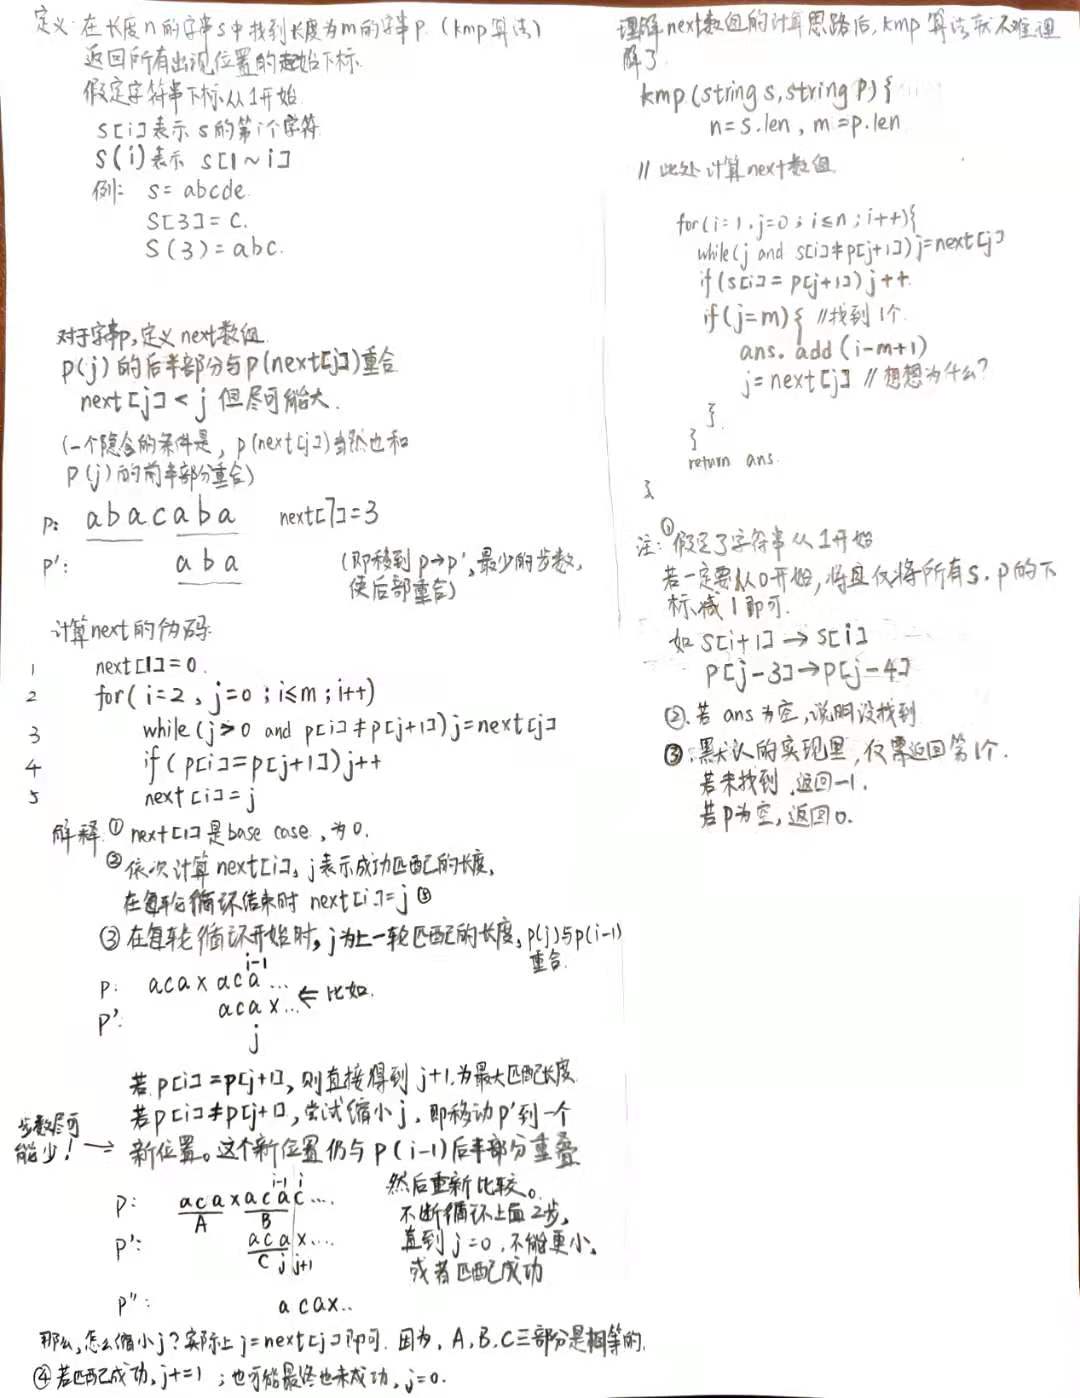 定义:在长度n的字串s中找到长度为m的字串p.(kmp算法)
返回所有出现位置的起始下标.
假定字符串下标从1开始
S[i]表示s的第i个字符
S(i)表示 S[1~i]
例: S=abcde.
S[3]=c.
S(3)=abc.
对于字串p,定义next数组
P(j)的后半部分与P(next[j])重合
next[j]<j 但尽可能大.
(一个隐含的条件是, p(next[j])当然也和
P(j)的前半部分重合)
P: abacaba next[7]=3
P': aba (即移到p→p',最少的步数,
使后部重合)
计算next的伪码:
1 next[1]=0.
2 for(i=2, j=0; i≤m; i++)
3 while(j>0 and p[i]≠p[j+1])j=next[j]
4 if(p[i]=p[j+1])j++
5 next[i]=j
解释:① next[1]是base case,为0.
② 依次计算next[i], j表示成功匹配的长度,
在每轮循环结束时 next[i]=j ⑤
③ 在每轮循环开始时, j为上一轮匹配的长度, p(j)与p(i-1)
重合.
i-1
P: acaxaca...
P': acax... ⇐ 比如.
j
若p[i]=p[j+1],则直接得到j+1.为最大匹配长度
若p[i]≠p[j+1],尝试缩小j,即移动p'到一个
步数尽可
能少! → 新位置。这个新位置仍与P(i-1)后半部分重叠
i-1 i
P: acaxacac....
A B
P': acax....
C j j+1
P'': acax..
然后重新比较。
不断循环上面2步,
直到j=0,不能更小。
或者匹配成功
那么,怎么缩小j?实际上j=next[j]即可.因为,A,B,C三部分是相等的.
④若匹配成功,j+=1;也可能最终也未成功,j=0.
理解next数组的计算思路后,kmp算法就不难理
解了.
kmp(string s,string p){
n=s.len, m=p.len
// 此处计算next数组
for(i=1,j=0; i≤n; i++){
while(j and s[i]≠p[j+1])j=next[j]
if(s[i]=p[j+1])j++
if(j=m){ //找到1个
ans.add(i-m+1)
j=next[j] //想想为什么?
}
}
return ans.
}
注:①假定了字符串从1开始
若一定要从0开始,将且仅将所有S.P的下
标减1即可.
如 S[i+1]→S[i]
P[j-3]→P[j-4]
②.若ans为空,说明没找到
③.默认的实现里,仅需返回第1个.
若未找到,返回-1.
若p为空,返回0.